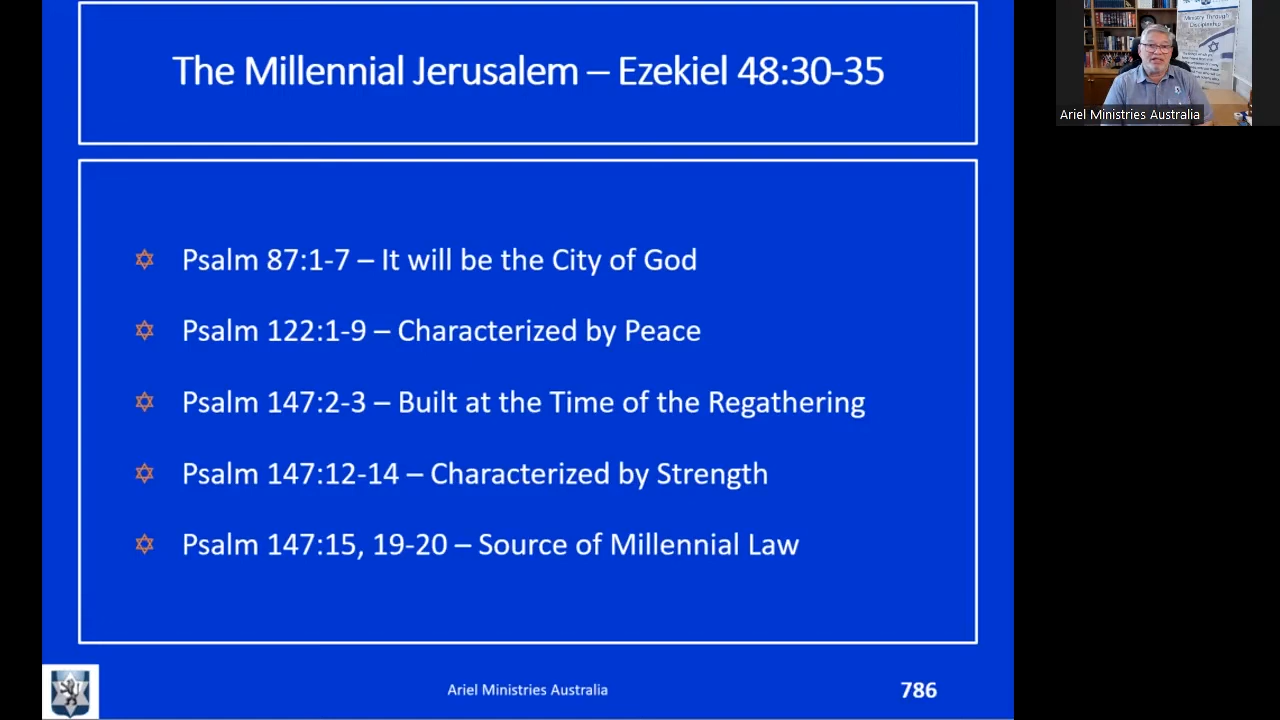 The Millennial Jerusalem – Ezekiel 48:30-35
Psalm 87:1-7 – It will be the City of God
Psalm 122:1-9 – Characterized by Peace
Psalm 147:2-3 – Built at the Time of the Regathering
Psalm 147:12-14 – Characterized by Strength
Psalm 147:15, 19-20 – Source of Millennial Law
Ariel Ministries Australia
786
Ministry Through
Discipleship
Ariel Ministries Australia